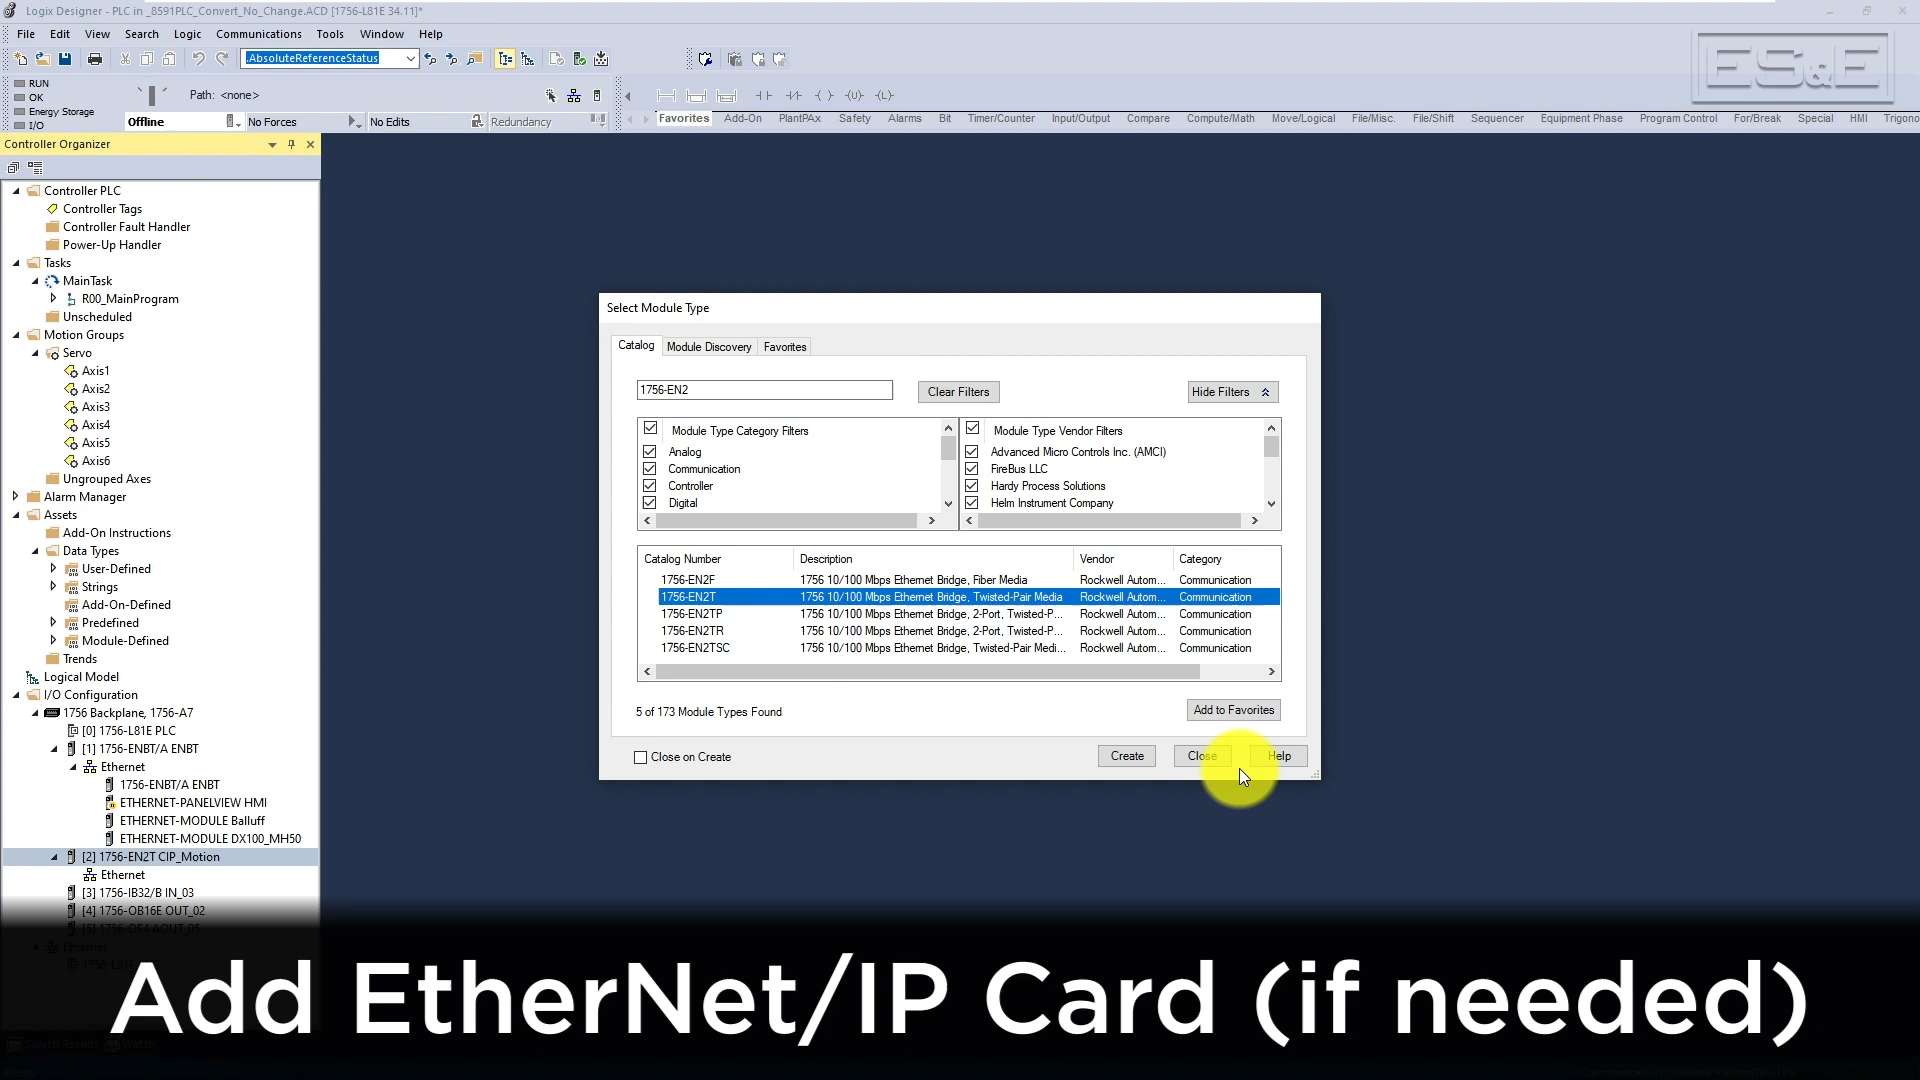 Logix Designer - PLC in _8591PLC_Convert_No_Change.ACD [1756-L81E 34.11]*
File Edit View Search Logic Communications Tools Window Help
.AbsoluteReferenceStatus
ES&E
RUN
OK
Energy Storage
I/O
Path: <none>
Offline No Forces No Edits Redundancy
Favorites Add-On PlantPAx Safety Alarms Bit Timer/Counter Input/Output Compare Compute/Math Move/Logical File/Misc. File/Shift Sequencer Equipment Phase Program Control For/Break Special HMI Trigono
Controller Organizer
Controller PLC
Controller Tags
Controller Fault Handler
Power-Up Handler
Tasks
MainTask
R00_MainProgram
Unscheduled
Motion Groups
Servo
Axis1
Axis2
Axis3
Axis4
Axis5
Axis6
Ungrouped Axes
Alarm Manager
Assets
Add-On Instructions
Data Types
User-Defined
Strings
Add-On-Defined
Predefined
Module-Defined
Trends
Logical Model
I/O Configuration
1756 Backplane, 1756-A7
[0] 1756-L81E PLC
[1] 1756-ENBT/A ENBT
Ethernet
1756-ENBT/A ENBT
ETHERNET-PANELVIEW HMI
ETHERNET-MODULE Balluff
ETHERNET-MODULE DX100_MH50
[2] 1756-EN2T CIP_Motion
Ethernet
[3] 1756-IB32/B IN_03
[4] 1756-OB16E OUT_02
[5] 1756-OF4 AOUT_05
Ethernet
1756-L81E
Search Results Watch
Select Module Type
Catalog Module Discovery Favorites
1756-EN2
Clear Filters
Hide Filters
Module Type Category Filters
Analog
Communication
Controller
Digital
Module Type Vendor Filters
Advanced Micro Controls Inc. (AMCI)
FireBus LLC
Hardy Process Solutions
Helm Instrument Company
Catalog Number Description Vendor Category
1756-EN2F 1756 10/100 Mbps Ethernet Bridge, Fiber Media Rockwell Autom... Communication
1756-EN2T 1756 10/100 Mbps Ethernet Bridge, Twisted-Pair Media Rockwell Autom... Communication
1756-EN2TP 1756 10/100 Mbps Ethernet Bridge, 2-Port, Twisted-P... Rockwell Autom... Communication
1756-EN2TR 1756 10/100 Mbps Ethernet Bridge, 2-Port, Twisted-P... Rockwell Autom... Communication
1756-EN2TSC 1756 10/100 Mbps Ethernet Bridge, Twisted-Pair Medi... Rockwell Autom... Communication
5 of 173 Module Types Found
Add to Favorites
Close on Create
Create
Close
Help
Add EtherNet/IP Card (if needed)